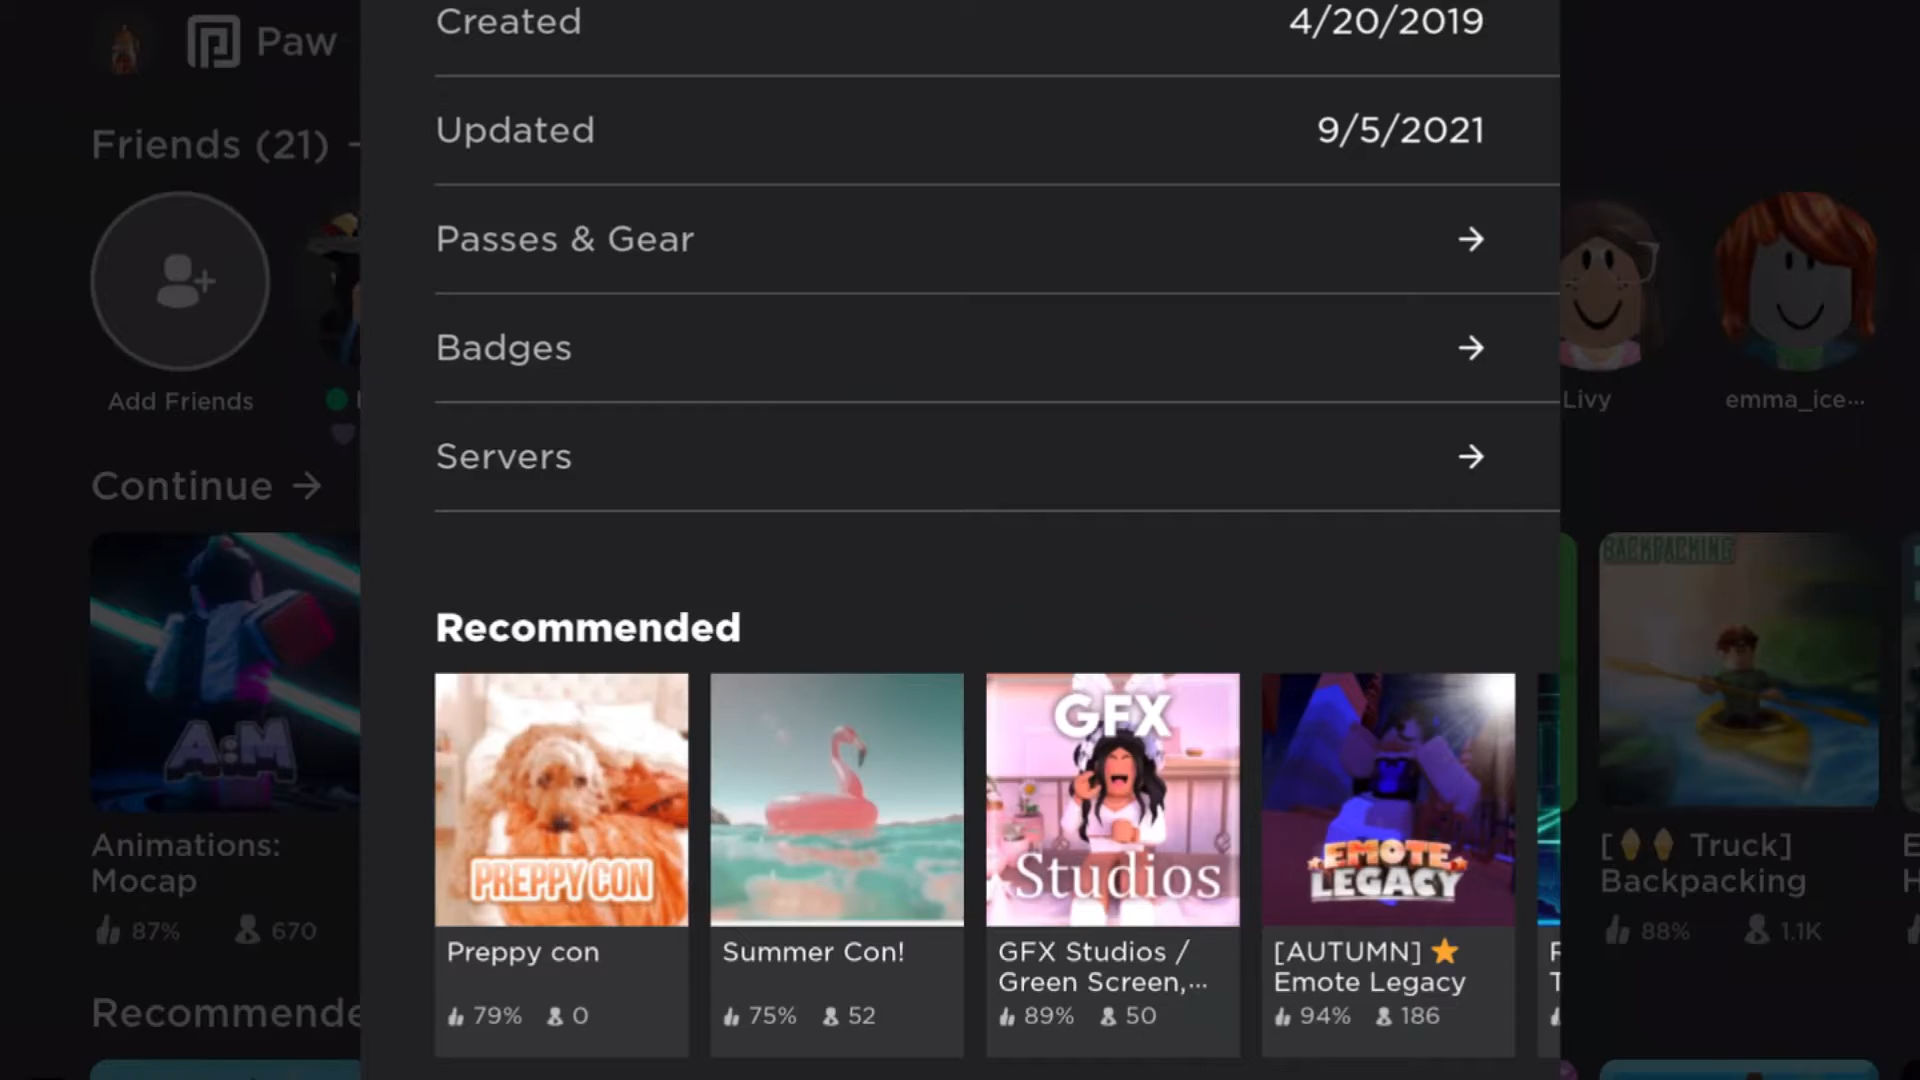 Paw
Friends (21)
Add Friends
Livy
emma_ice...
Continue →
A:M
Animations:
Mocap
87% 670
Recommende
Created 4/20/2019
Updated 9/5/2021
Passes & Gear →
Badges →
Servers →
Recommended
PREPPY CON
Preppy con
79% 0
Summer Con!
75% 52
GFX
Studios
GFX Studios /
Green Screen,...
89% 50
EMOTE
LEGACY
[AUTUMN] ⭐
Emote Legacy
94% 186
BACKPACKING
[🍦🍦 Truck]
Backpacking
88% 1.1K